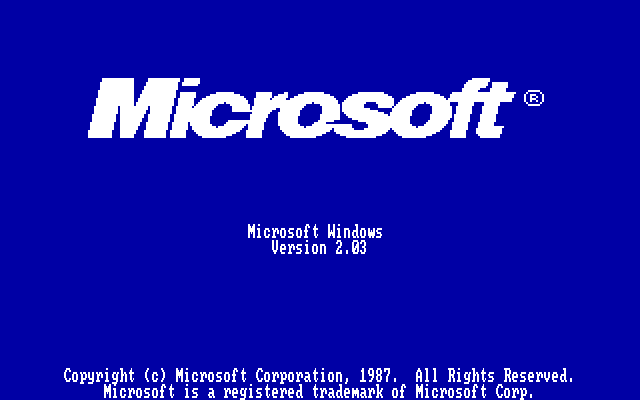 Microsoft®
Microsoft Windows
Version 2.03
Copyright (c) Microsoft Corporation, 1987.  All Rights Reserved.
Microsoft is a registered trademark of Microsoft Corp.